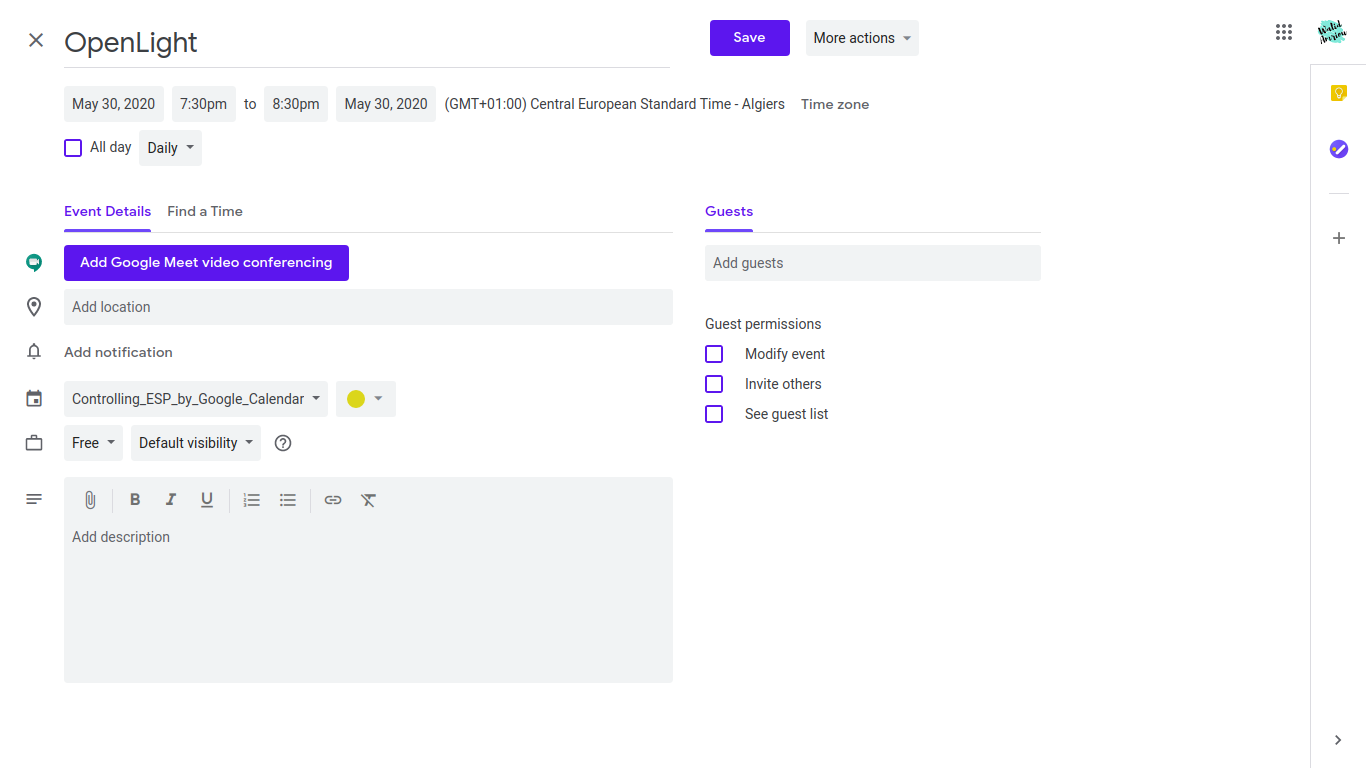 OpenLight
Save
More actions
May 30, 2020 7:30pm to 8:30pm May 30, 2020 (GMT+01:00) Central European Standard Time - Algiers Time zone
All day Daily
Event Details Find a Time
Guests
Add Google Meet video conferencing
Add guests
Add location
Guest permissions
Add notification
Modify event
Invite others
Controlling_ESP_by_Google_Calendar
See guest list
Free Default visibility
B I U
Add description
Walid
Amriou